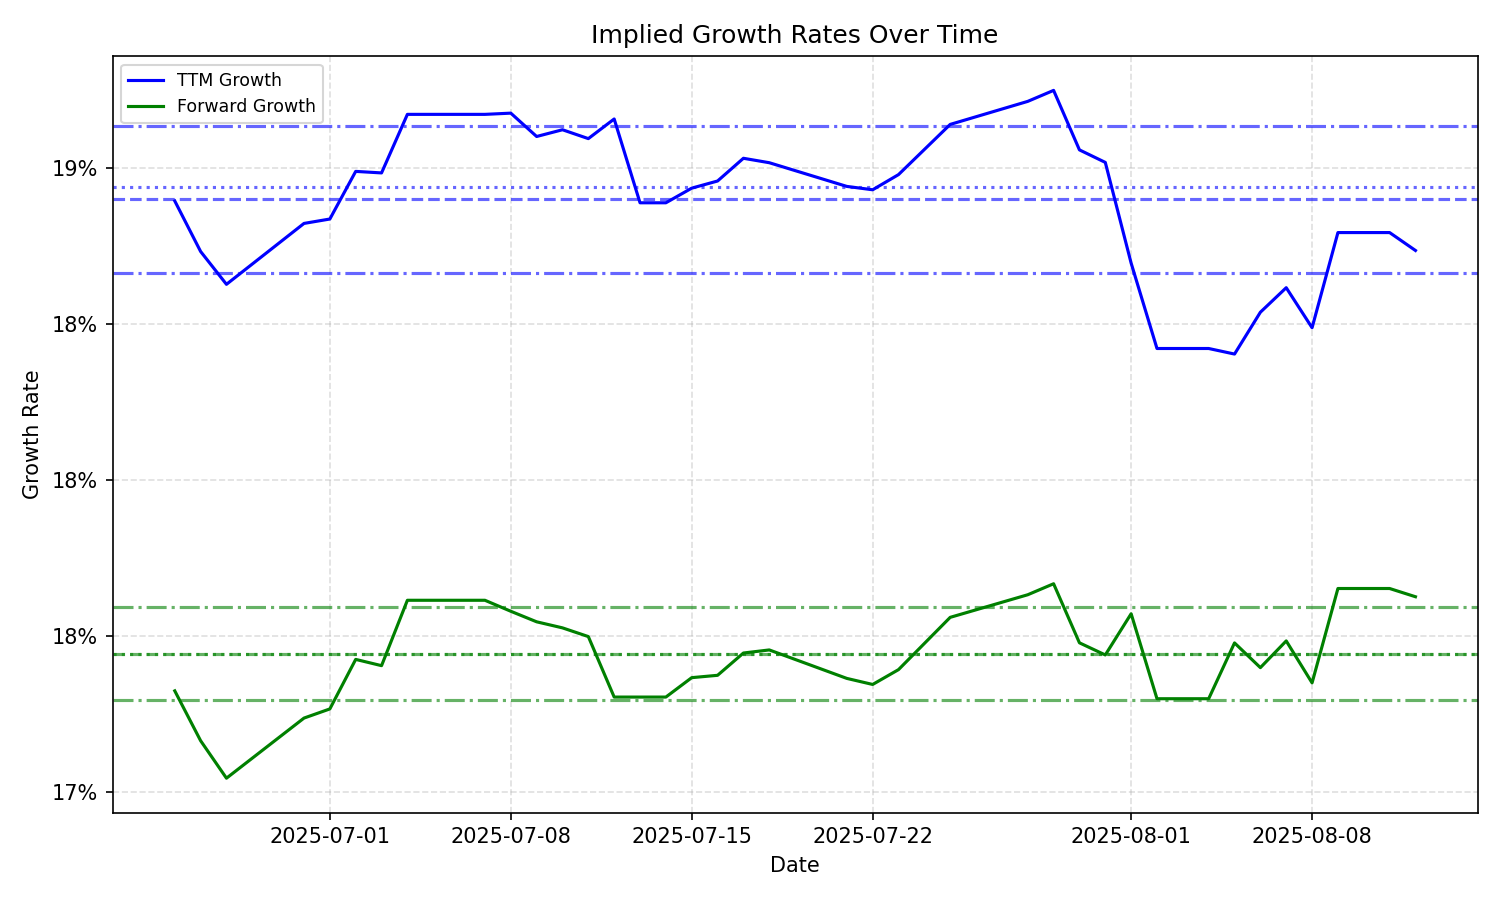 Implied Growth Rates Over Time
TTM Growth
Forward Growth
19%
18%
18%
18%
17%
Growth Rate
2025-07-01 2025-07-08 2025-07-15 2025-07-22 2025-08-01 2025-08-08
Date